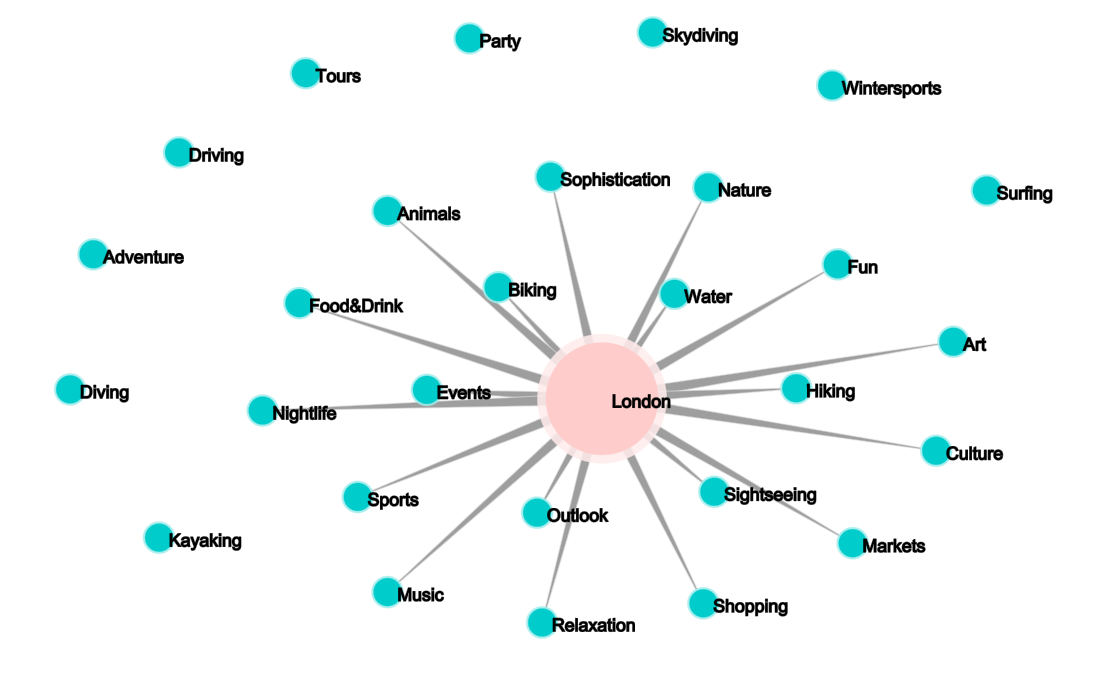 Skydiving
Party
Tours
Wintersports
Driving
Sophistication
Nature
Surfing
Animals
Adventure
Fun
Biking
Water
Food&Drink
Art
Diving
Events
Hiking
London
Nightlife
Culture
Sightseeing
Sports
Outlook
Kayaking
Markets
Music
Shopping
Relaxation